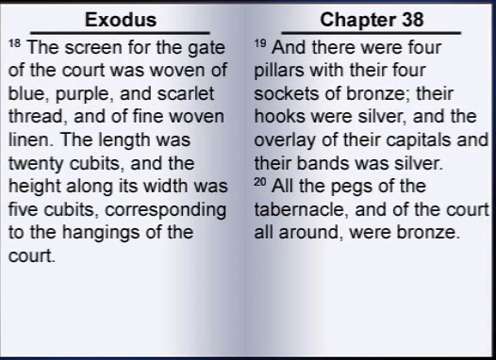 Exodus
18 The screen for the gate
of the court was woven of
blue, purple, and scarlet
thread, and of fine woven
linen. The length was
twenty cubits, and the
height along its width was
five cubits, corresponding
to the hangings of the
court.
Chapter 38
19 And there were four
pillars with their four
sockets of bronze; their
hooks were silver, and the
overlay of their capitals and
their bands was silver.
20 All the pegs of the
tabernacle, and of the court
all around, were bronze.